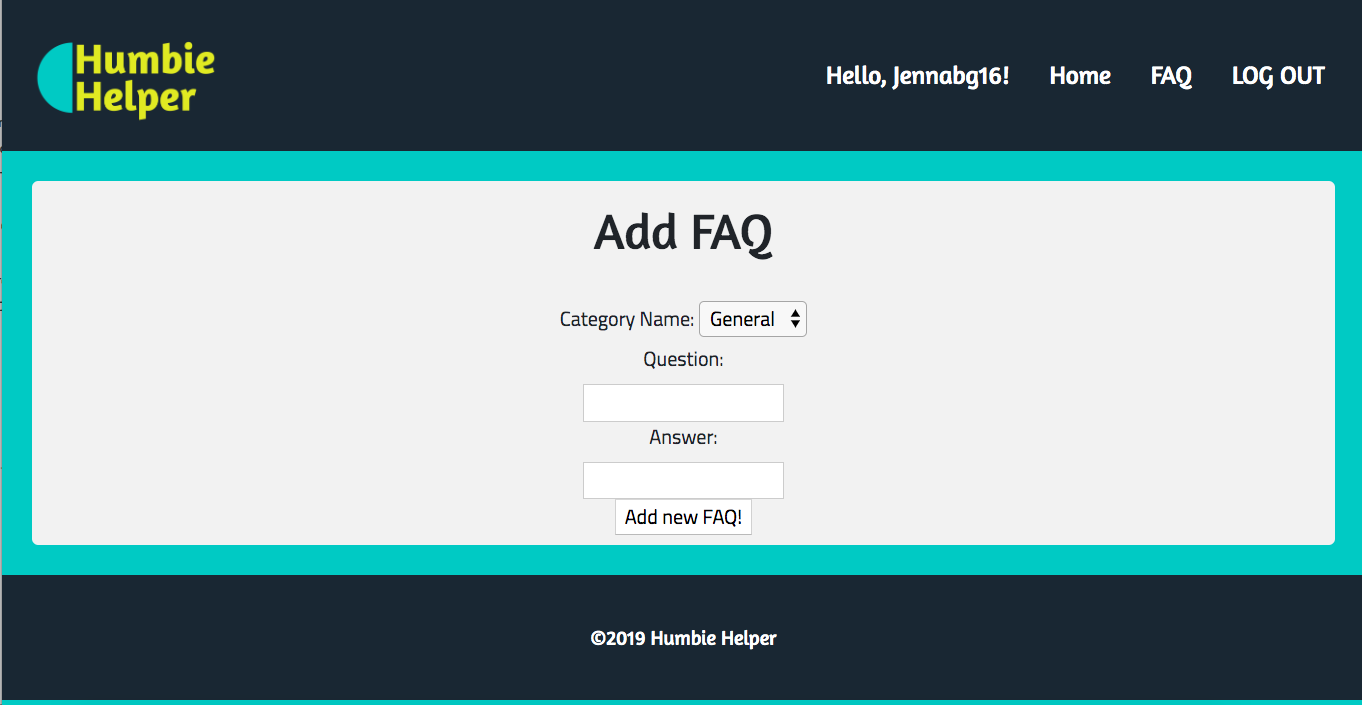 Humbie
Helper
Hello, Jennabg16!
Home
FAQ
LOG OUT
Add FAQ
Category Name: General
Question:
Answer:
Add new FAQ!
©2019 Humbie Helper